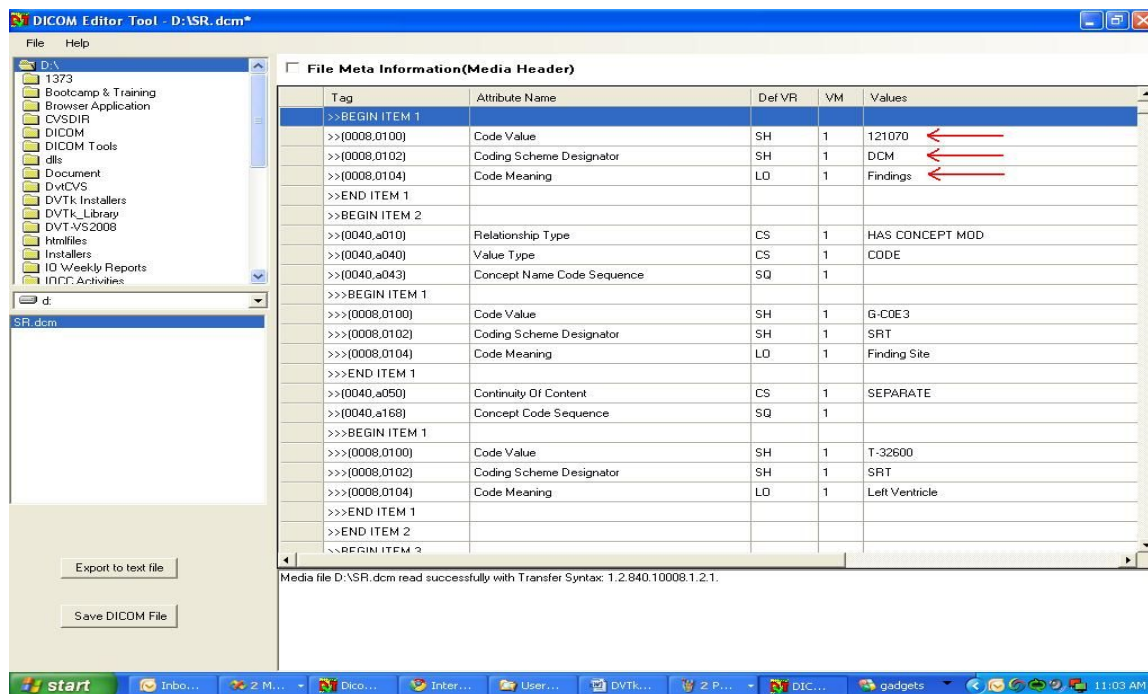 DICOM Editor Tool - D:\SR.dcm*
File Help
D:\
1373
Bootcamp & Training
Browser Application
CVSDIR
DICOM
DICOM Tools
dlls
Document
DvtCVS
DVTk Installers
DVTk_Library
DVT-VS2008
htmlfiles
Installers
IO Weekly Reports
IOCC Activities
d:
SR.dcm
Export to text file
Save DICOM File
File Meta Information(Media Header)
Tag Attribute Name Def VR VM Values
>>BEGIN ITEM 1
>>(0008,0100) Code Value SH 1 121070
>>(0008,0102) Coding Scheme Designator SH 1 DCM
>>(0008,0104) Code Meaning LO 1 Findings
>>END ITEM 1
>>BEGIN ITEM 2
>>(0040,a010) Relationship Type CS 1 HAS CONCEPT MOD
>>(0040,a040) Value Type CS 1 CODE
>>(0040,a043) Concept Name Code Sequence SQ 1
>>>BEGIN ITEM 1
>>>(0008,0100) Code Value SH 1 G-C0E3
>>>(0008,0102) Coding Scheme Designator SH 1 SRT
>>>(0008,0104) Code Meaning LO 1 Finding Site
>>>END ITEM 1
>>(0040,a050) Continuity Of Content CS 1 SEPARATE
>>(0040,a168) Concept Code Sequence SQ 1
>>>BEGIN ITEM 1
>>>(0008,0100) Code Value SH 1 T-32600
>>>(0008,0102) Coding Scheme Designator SH 1 SRT
>>>(0008,0104) Code Meaning LO 1 Left Ventricle
>>>END ITEM 1
>>END ITEM 2
>>BEGIN ITEM 3
Media file D:\SR.dcm read successfully with Transfer Syntax: 1.2.840.10008.1.2.1.
start Inbo... 2 M... Dico... Inter... User... DVTk... 2 P... DIC... gadgets 11:03 AM